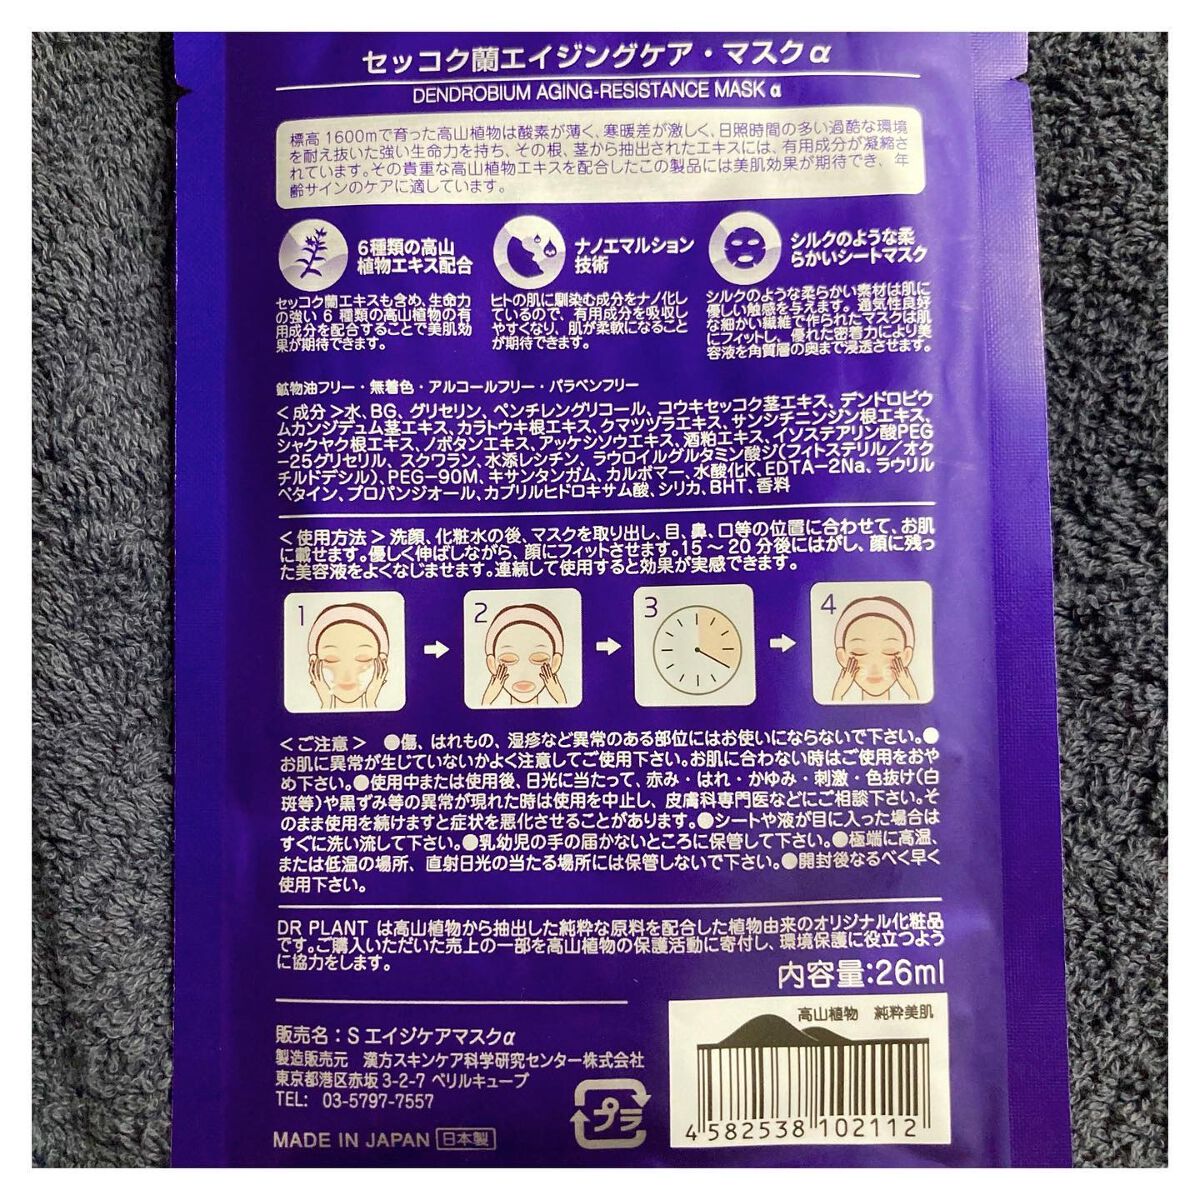 セッコク蘭エイジングケア・マスクα
DENDROBIUM AGING-RESISTANCE MASK α
標高1600mで育った高山植物は酸素が薄く、寒暖差が激しく、日照時間の多い過酷な環境
を耐え抜いた強い生命力を持ち、その根、茎から抽出されたエキスには、有用成分が凝縮さ
れています。その貴重な高山植物エキスを配合したこの製品には美肌効果が期待でき、年
齢サインのケアに適しています。
6種類の高山
植物エキス配合
セッコク蘭エキスも含め、生命力
の強い 6 種類の高山植物の有
用成分を配合することで美肌効
果が期待できます。
ナノエマルション
技術
ヒトの肌に馴染む成分をナノ化し
ているので、有用成分を吸収し
やすくなり、肌が柔軟になること
が期待できます。
シルクのような柔
らかいシートマスク
シルクのような柔らかい素材は肌に
優しい触感を与えます。通気性良好
な細かい繊維で作られたマスクは肌
にフィットし、優れた密着力により美
容液を角質層の奥まで浸透させます。
鉱物油フリー・無着色・アルコールフリー・パラベンフリー
＜成分＞水、BG、グリセリン、ペンチレングリコール、コウキセッコク茎エキス、デンドロビウ
ムカンジデュム茎エキス、カラトウキ根エキス、クマツヅラエキス、サンシチニンジン根エキス、
シャクヤク根エキス、ノボタンエキス、アッケシソウエキス、酒粕エキス、イソステアリン酸PEG
-25グリセリル、スクワラン、水添レシチン、ラウロイルグルタミン酸ジ(フィトステリル／オク
チルドデシル)、PEG-90M、キサンタンガム、カルボマー、水酸化K、EDTA-2Na、ラウリル
ベタイン、プロパンジオール、カプリルヒドロキサム酸、シリカ、BHT、香料
＜使用方法＞洗顔、化粧水の後、マスクを取り出し、目、鼻、口等の位置に合わせて、お肌
に載せます。優しく伸ばしながら、顔にフィットさせます。15～20分後にはがし、顔に残っ
た美容液をよくなじませます。連続して使用すると効果が実感できます。
1
2
3
4
＜ご注意＞ ●傷、はれもの、湿疹など異常のある部位にはお使いにならないで下さい。●
お肌に異常が生じていないかよく注意してご使用下さい。お肌に合わない時はご使用をおや
め下さい。●使用中または使用後、日光に当たって、赤み・はれ・かゆみ・刺激・色抜け(白
斑等)や黒ずみ等の異常が現れた時は使用を中止し、皮膚科専門医などにご相談下さい。そ
のまま使用を続けますと症状を悪化させることがあります。●シートや液が目に入った場合は
すぐに洗い流して下さい。●乳幼児の手の届かないところに保管して下さい。●極端に高温、
または低温の場所、直射日光の当たる場所には保管しないで下さい。●開封後なるべく早く
使用下さい。
DR PLANT は高山植物から抽出した純粋な原料を配合した植物由来のオリジナル化粧品
です。ご購入いただいた売上の一部を高山植物の保護活動に寄付し、環境保護に役立つよう
に協力をします。
内容量:26ml
販売名：S エイジケアマスクα
製造販売元 漢方スキンケア科学研究センター株式会社
東京都港区赤坂 3-2-7 ベリルキューブ
TEL: 03-5797-7557
MADE IN JAPAN 日本製
プラ
高山植物 純粋美肌
4 582538 102112